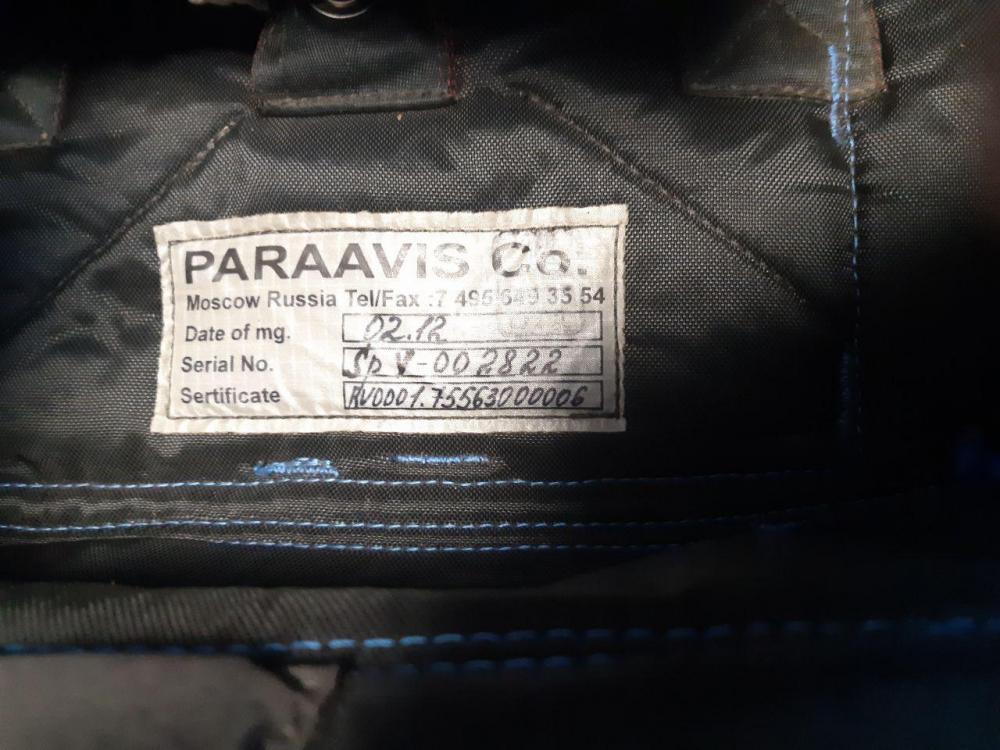 PARAAVIS Co.
Moscow Russia Tel/Fax :7 495 649 35 54
Date of mg. 02.12
Serial No. Sp V-002822
Sertificate RV0001.75563000006